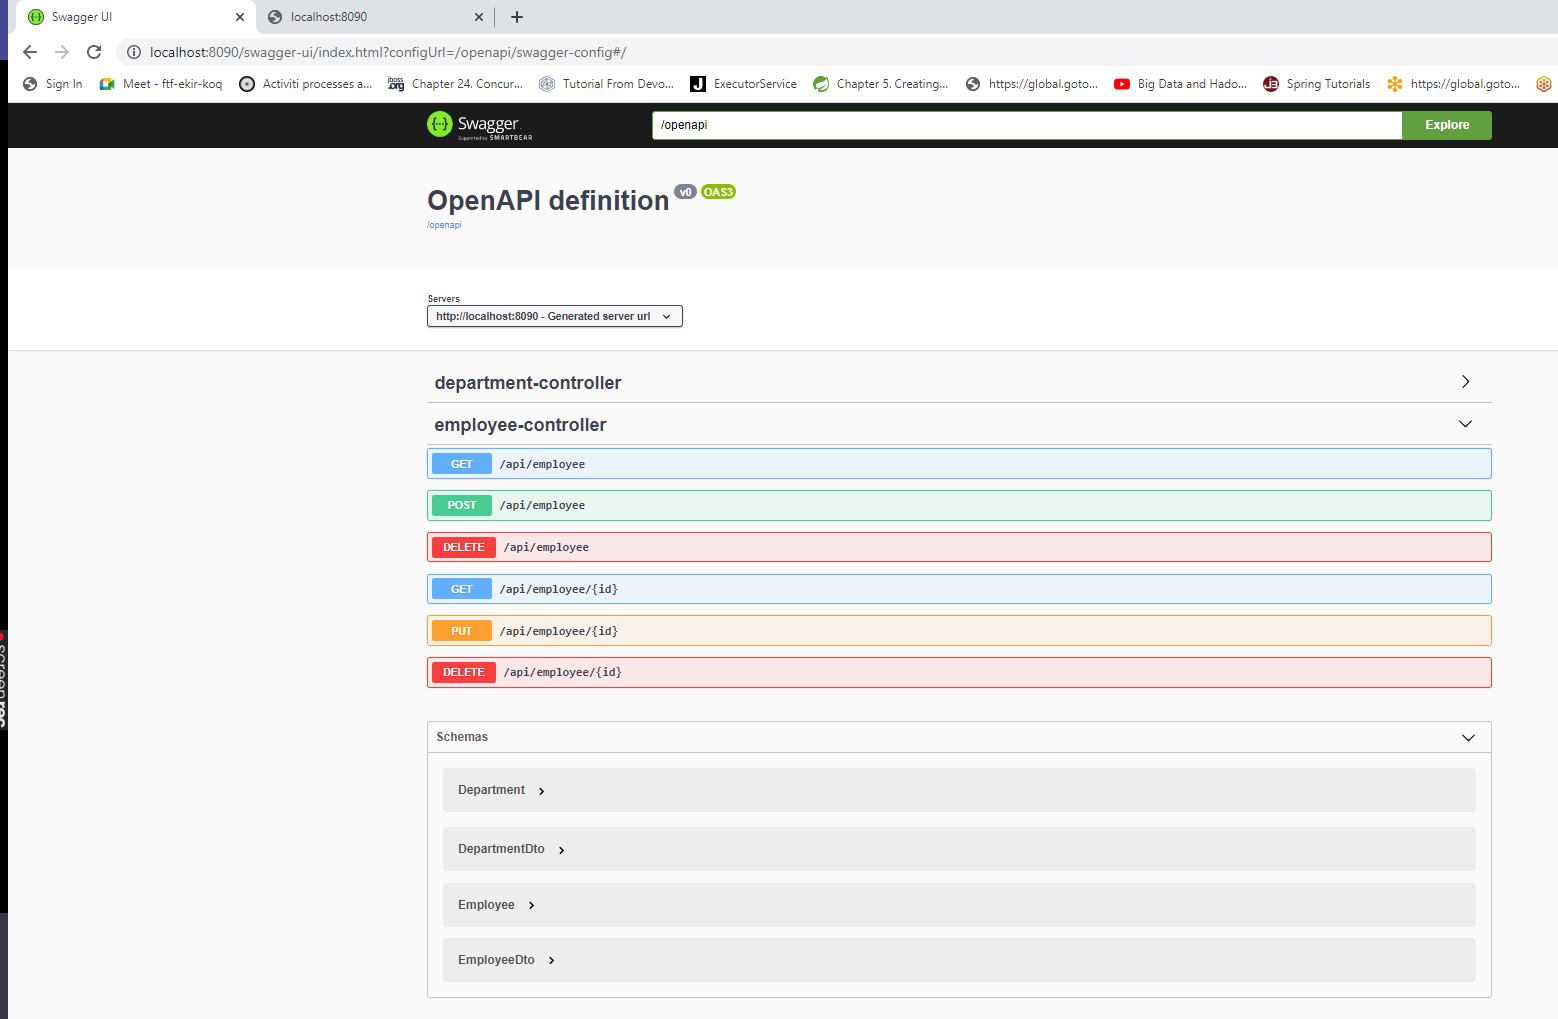 Swagger UI
localhost:8090
localhost:8090/swagger-ui/index.html?configUrl=/openapi/swagger-config#/
Sign In
Meet - ftf-ekir-koq
Activiti processes a...
Chapter 24. Concur...
Tutorial From Devo...
ExecutorService
Chapter 5. Creating...
https://global.goto...
Big Data and Hado...
Spring Tutorials
https://global.goto...
Swagger.
Supported by SMARTBEAR
/openapi
Explore
OpenAPI definition v0 OAS3
/openapi
Servers
http://localhost:8090 - Generated server url
department-controller
employee-controller
GET /api/employee
POST /api/employee
DELETE /api/employee
GET /api/employee/{id}
PUT /api/employee/{id}
DELETE /api/employee/{id}
Schemas
Department
DepartmentDto
Employee
EmployeeDto